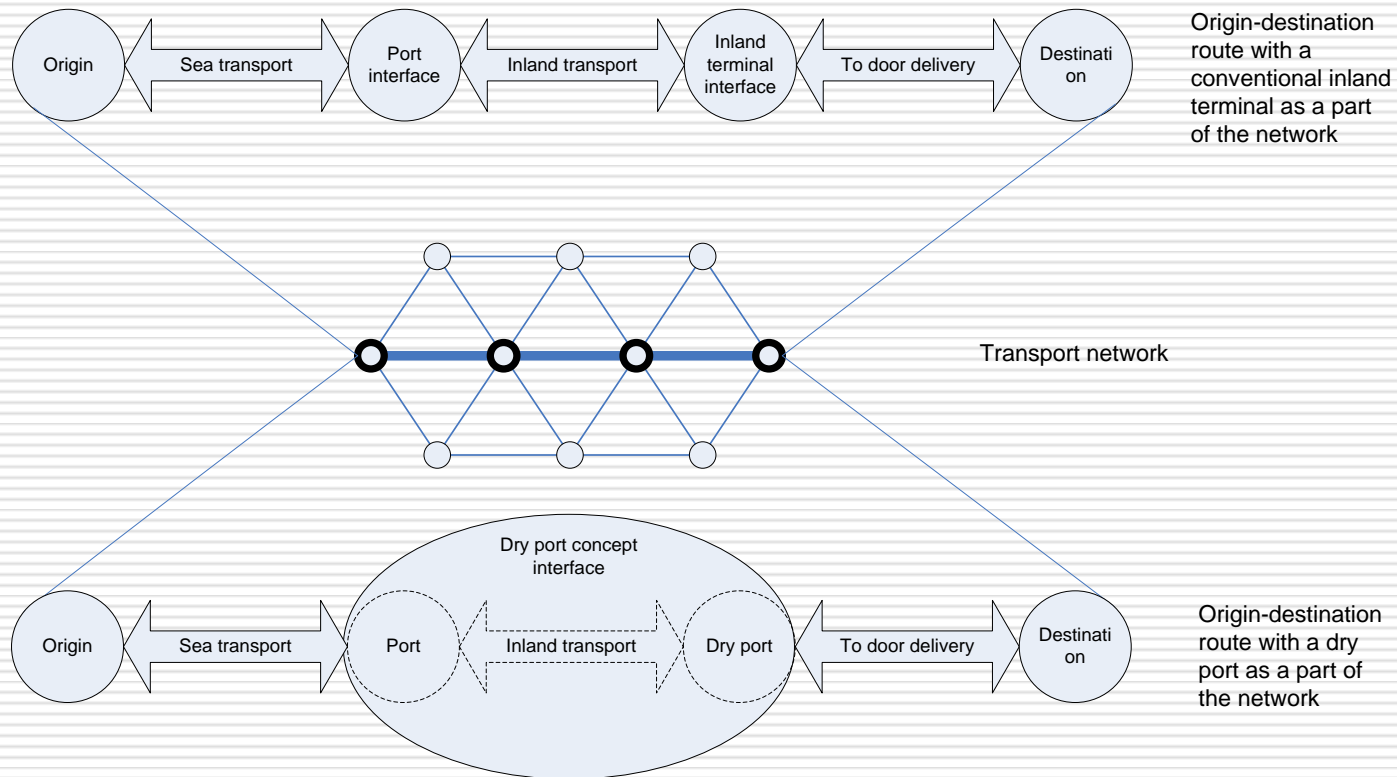 Origin
Sea transport
Port
interface
Inland transport
Inland
terminal
interface
To door delivery
Destinati
on
Origin-destination
route with a
conventional inland
terminal as a part
of the network
Transport network
Dry port concept
interface
Origin
Sea transport
Port
Inland transport
Dry port
To door delivery
Destinati
on
Origin-destination
route with a dry
port as a part of
the network